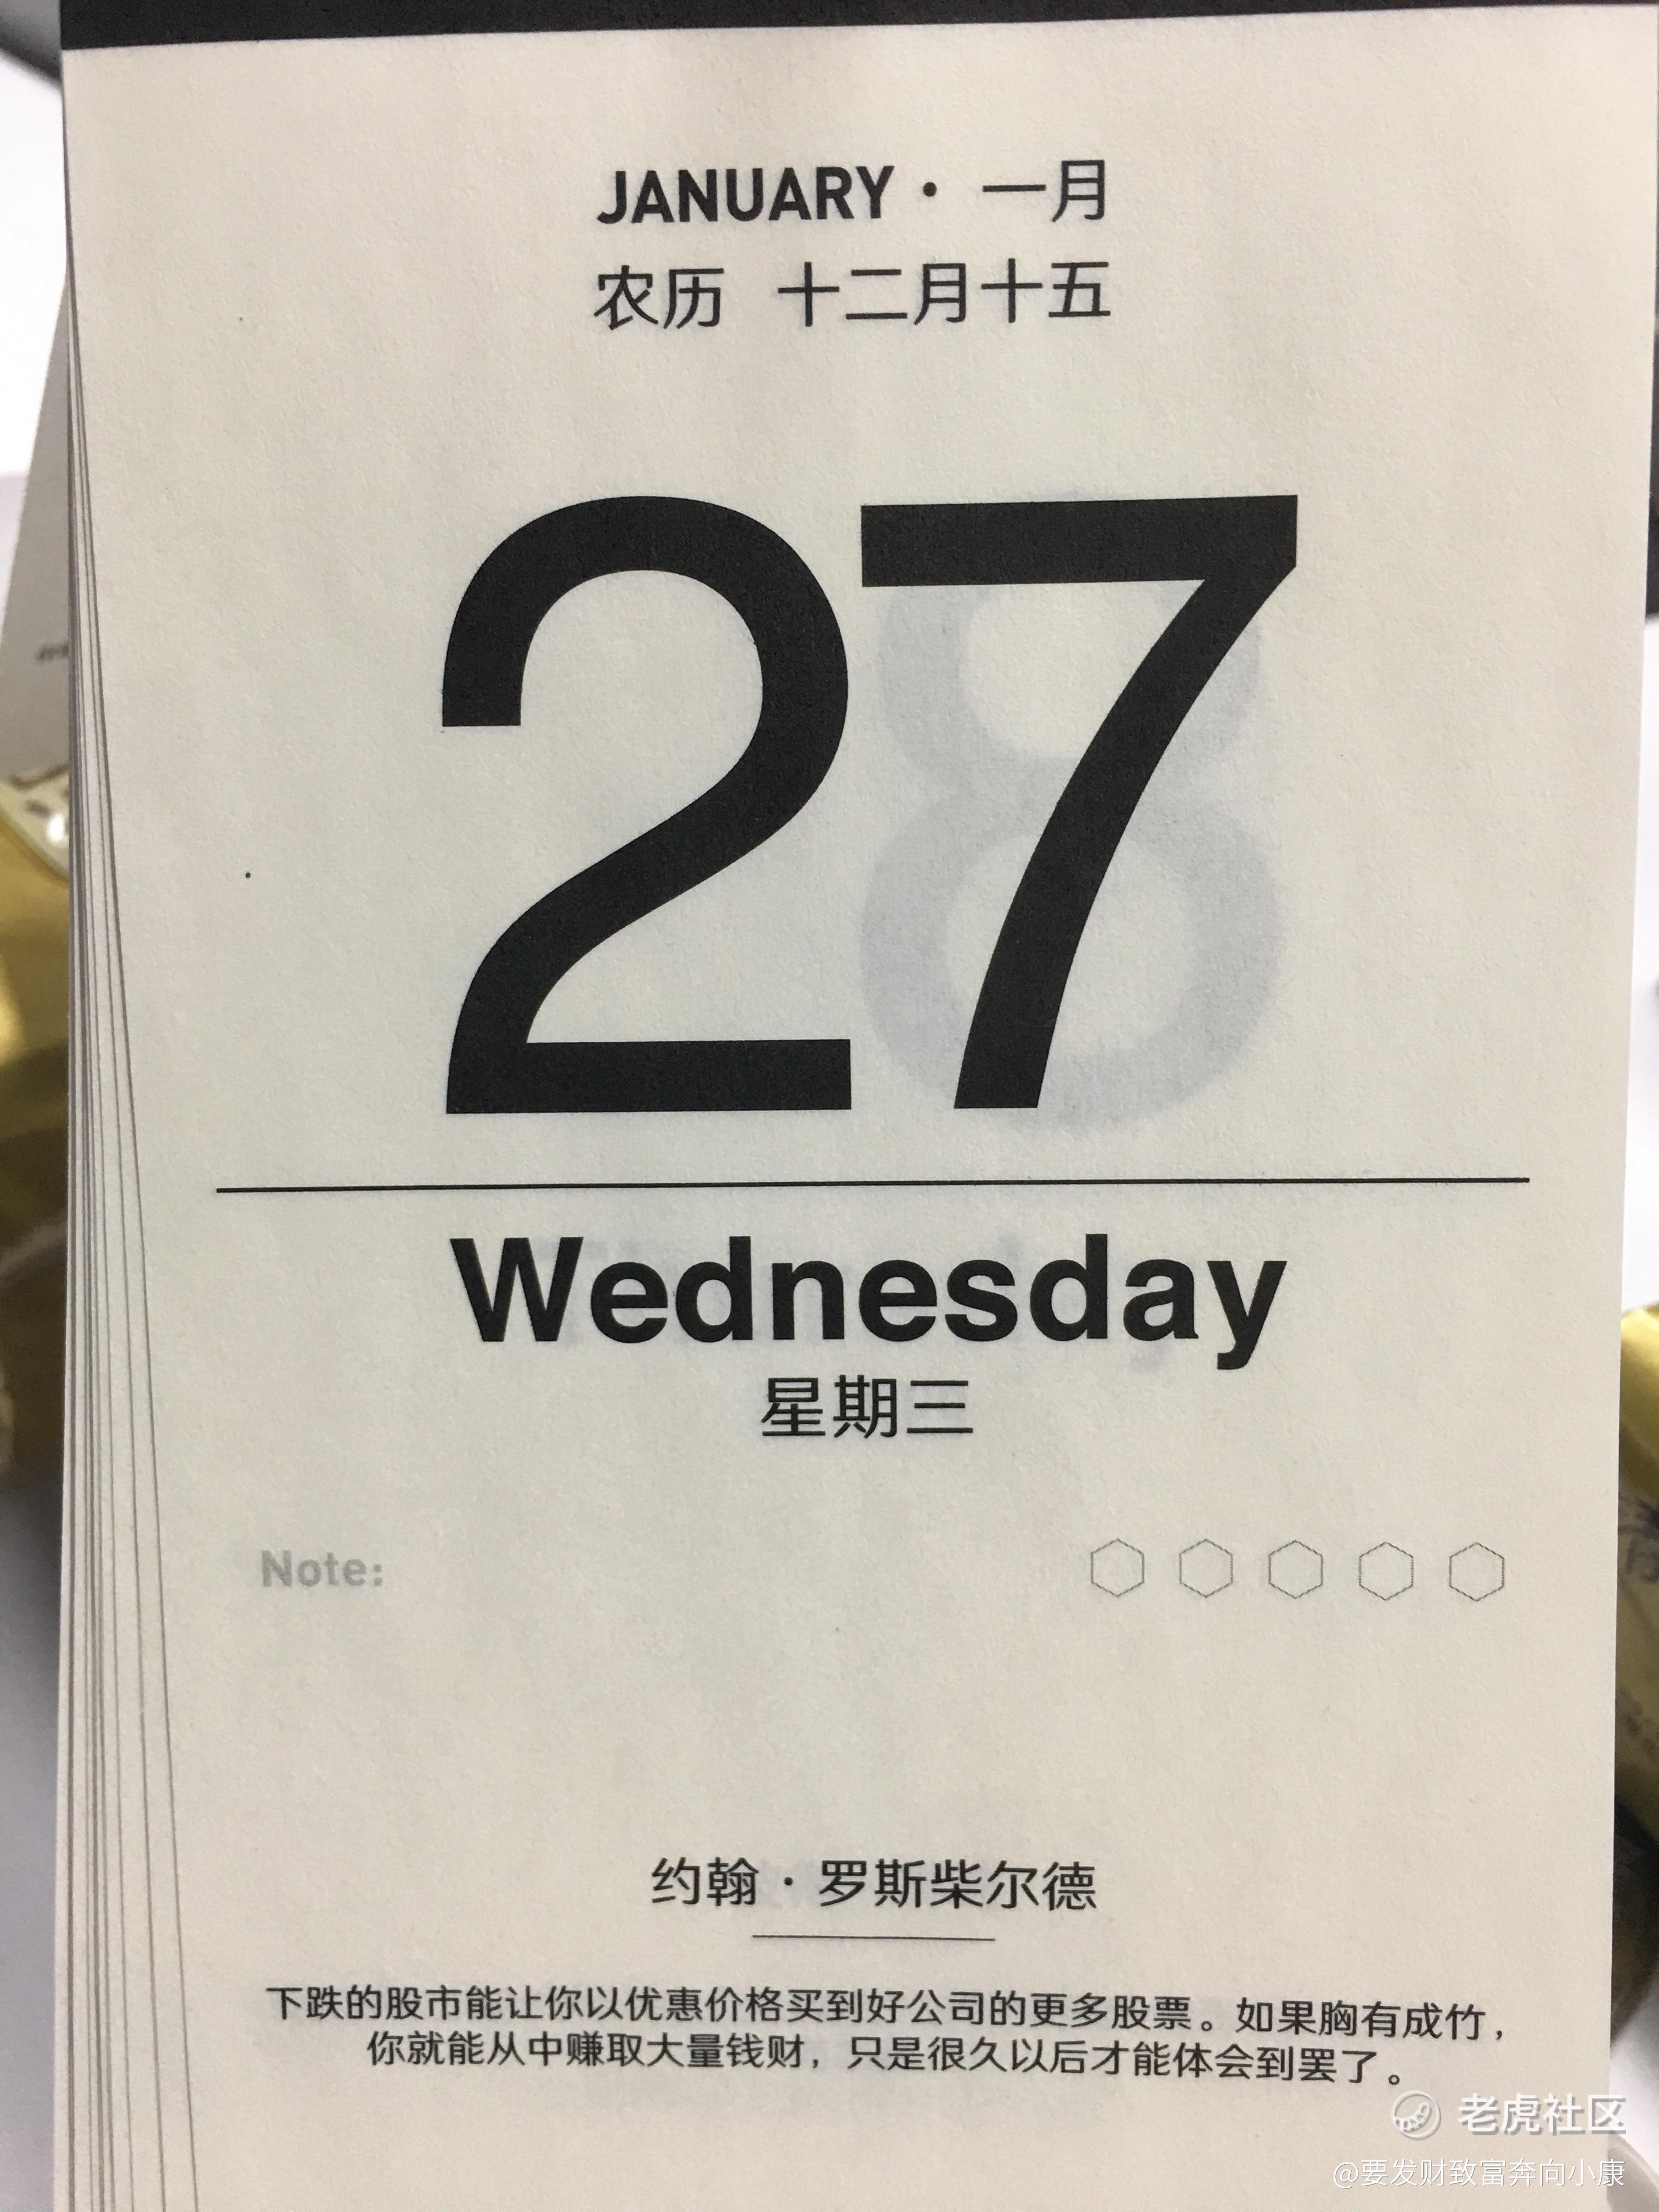 JANUARY · 一月
农历 十二月十五
27
Wednesday
星期三
Note:
约翰·罗斯柴尔德
下跌的股市能让你以优惠价格买到好公司的更多股票。如果胸有成竹，
你就能从中赚取大量钱财，只是很久以后才能体会到罢了。
老虎社区
@要发财致富奔向小康